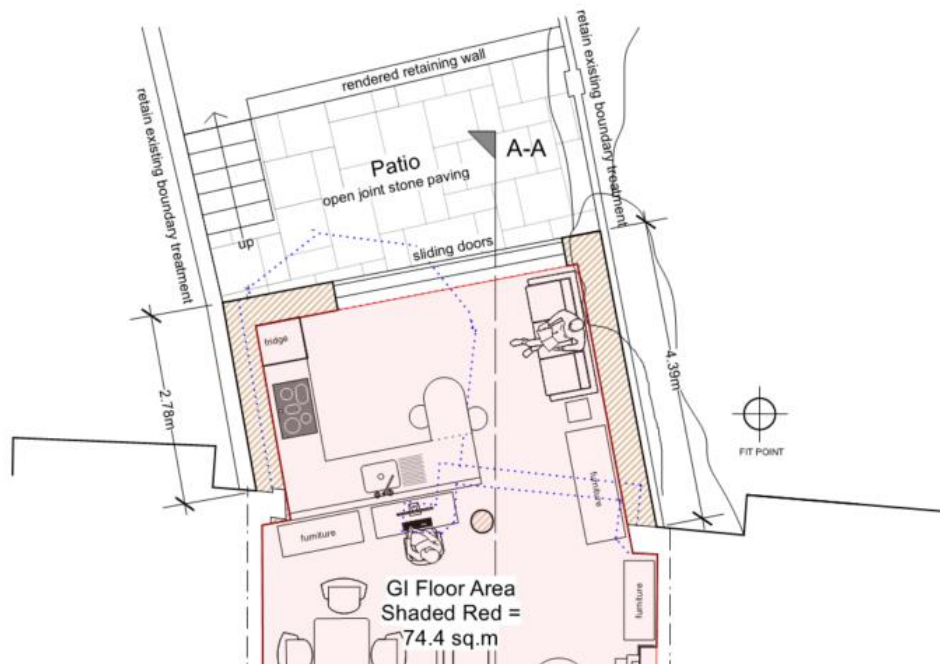 rendered retaining wall
retain existing boundary treatment
retain existing boundary treatment
A-A
Patio
open joint stone paving
up
sliding doors
fridge
2.78m
4.39m
FIT POINT
furniture
furniture
furniture
GI Floor Area
Shaded Red =
74.4 sq.m